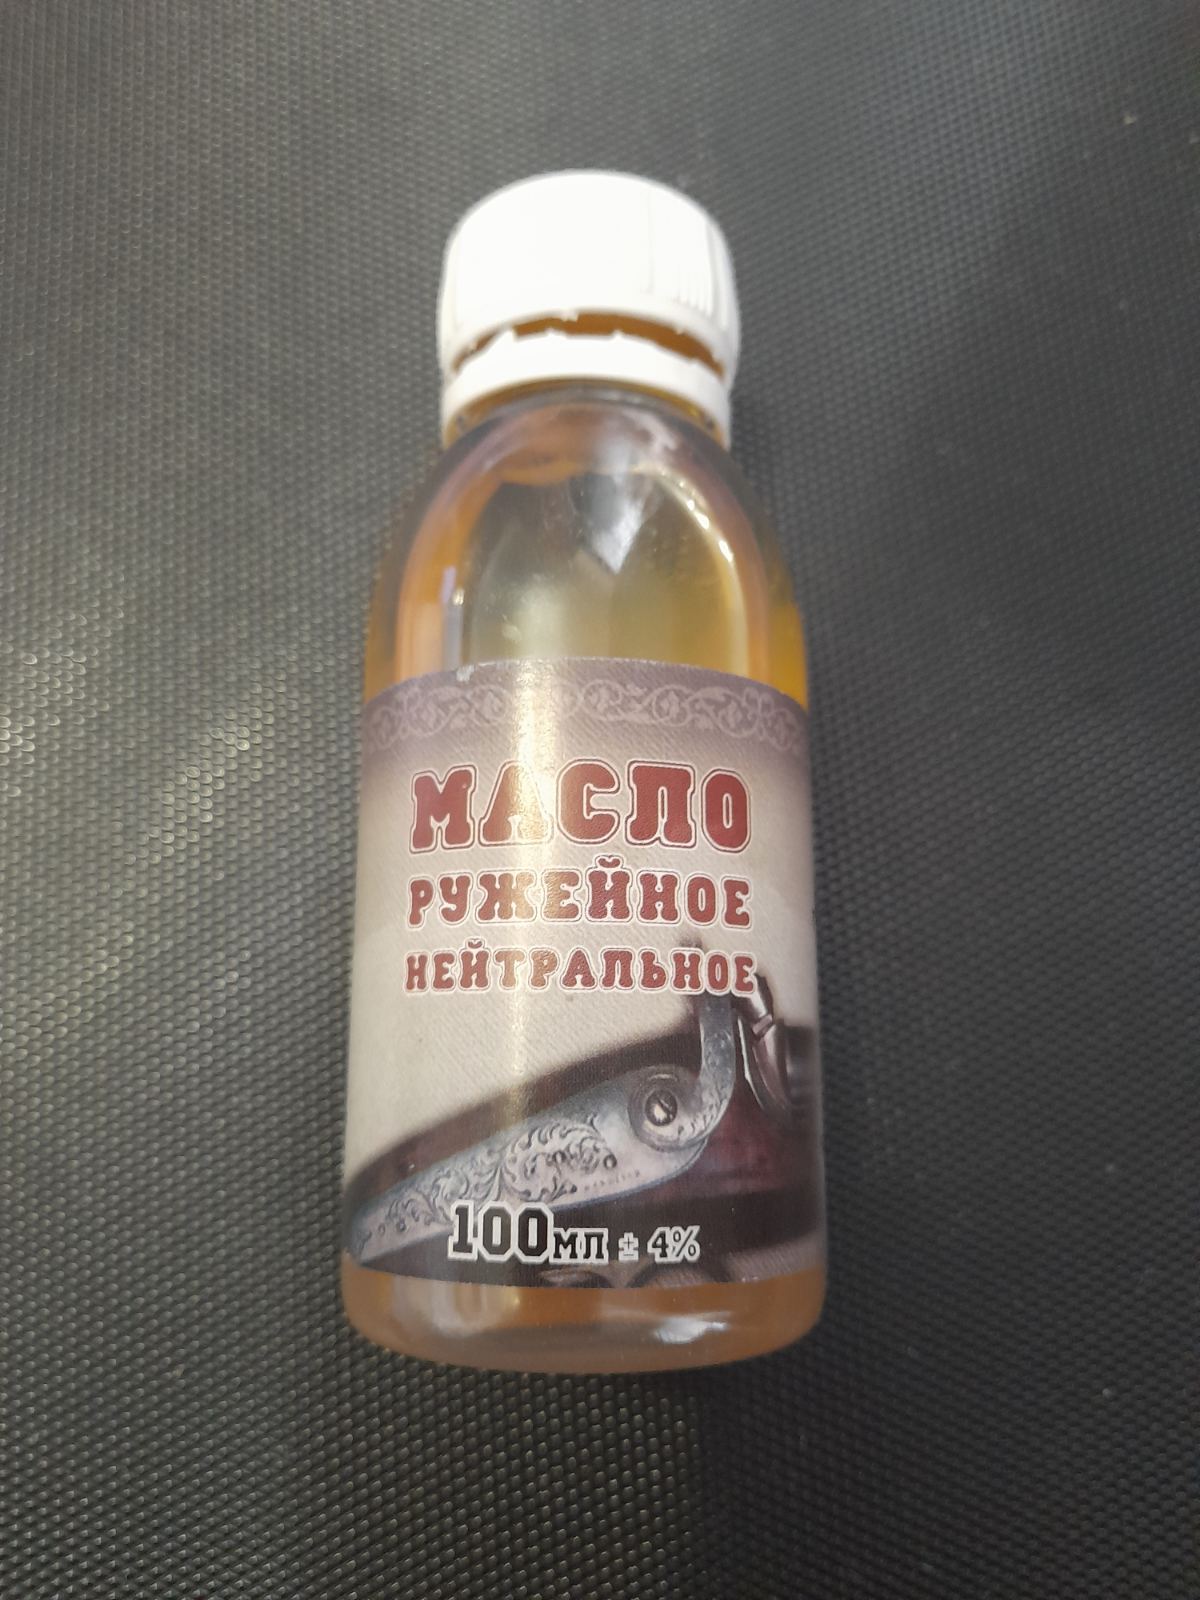 МАСЛО
РУЖЕЙНОЕ
НЕЙТРАЛЬНОЕ
100мл ± 4%